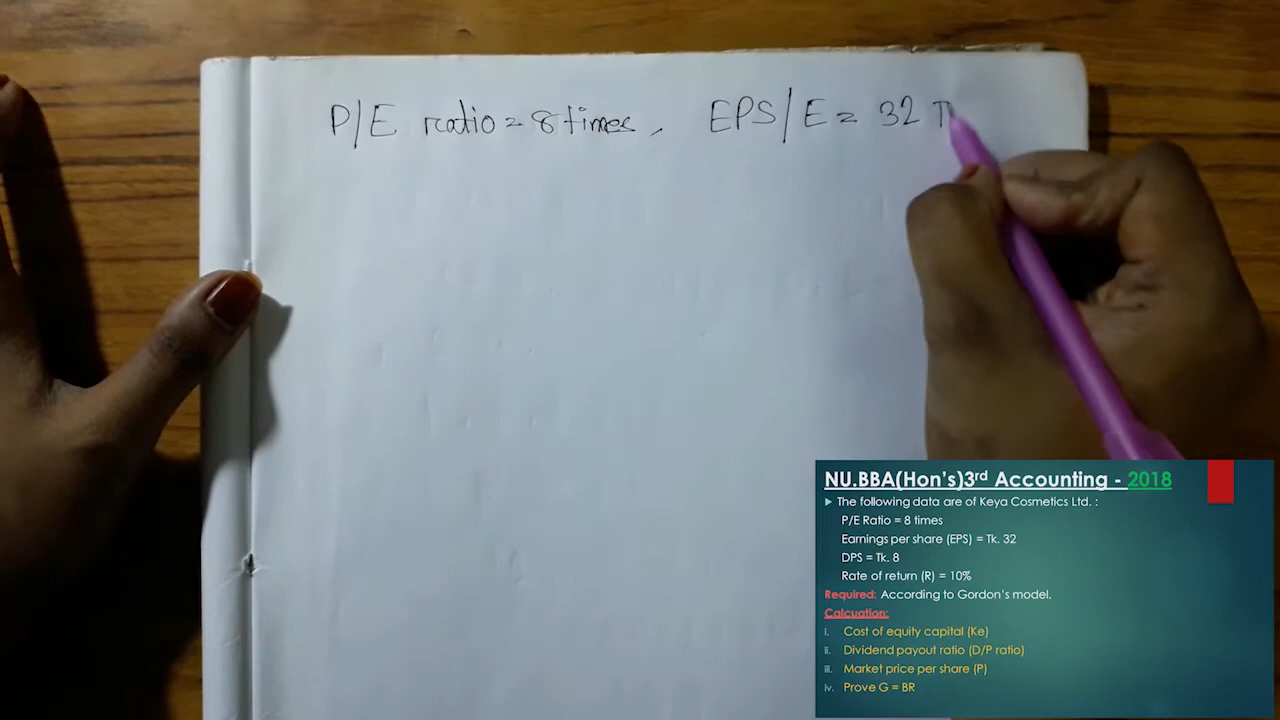 P/E ratio = 8 times, EPS/E = 32 T
NU.BBA(Hon's)3rd Accounting - 2018
The following data are of Keya Cosmetics Ltd. :
P/E Ratio = 8 times
Earnings per share (EPS) = Tk. 32
DPS = Tk. 8
Rate of return (R) = 10%
Required: According to Gordon's model.
Calcuation:
i. Cost of equity capital (Ke)
ii. Dividend payout ratio (D/P ratio)
iii. Market price per share (P)
iv. Prove G = BR